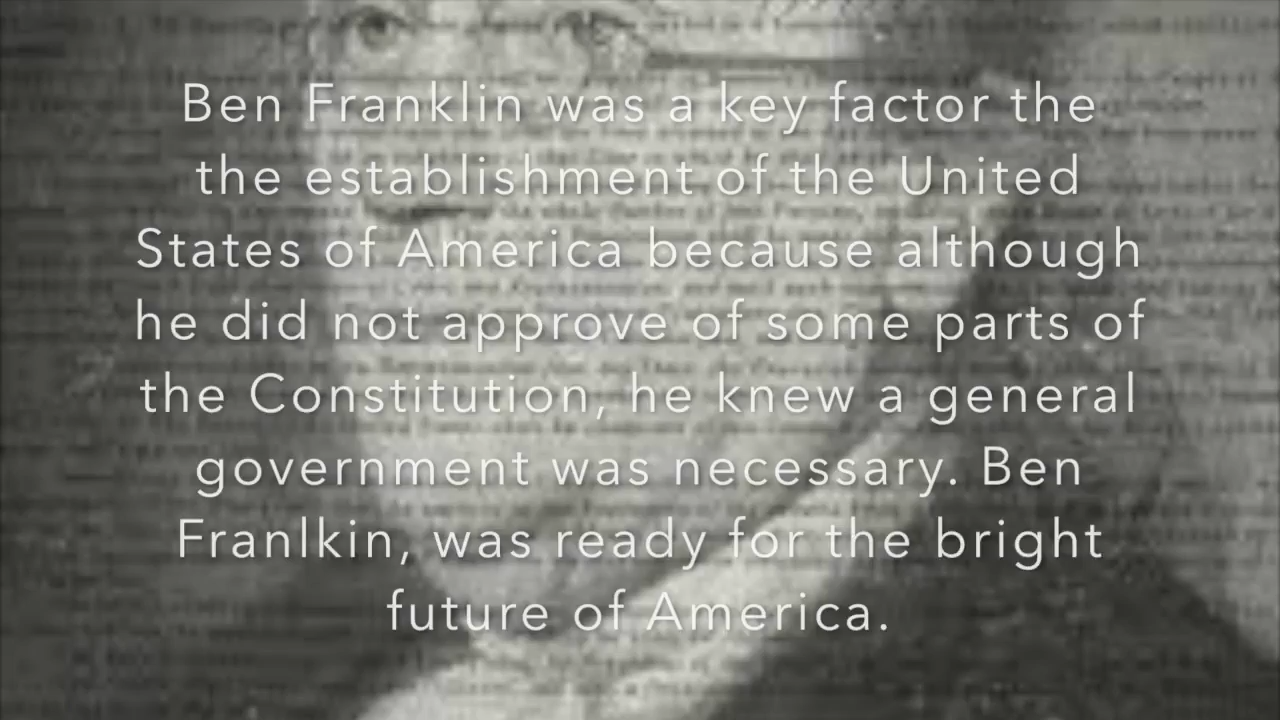 Ben Franklin was a key factor the
the establishment of the United
States of America because although
he did not approve of some parts of
the Constitution, he knew a general
government was necessary. Ben
Franlkin, was ready for the bright
future of America.